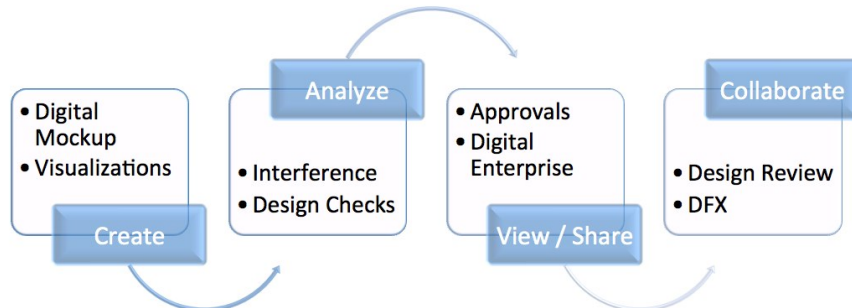 • Digital
Mockup
• Visualizations
Create
Analyze
• Interference
• Design Checks
• Approvals
• Digital
Enterprise
View / Share
Collaborate
• Design Review
• DFX